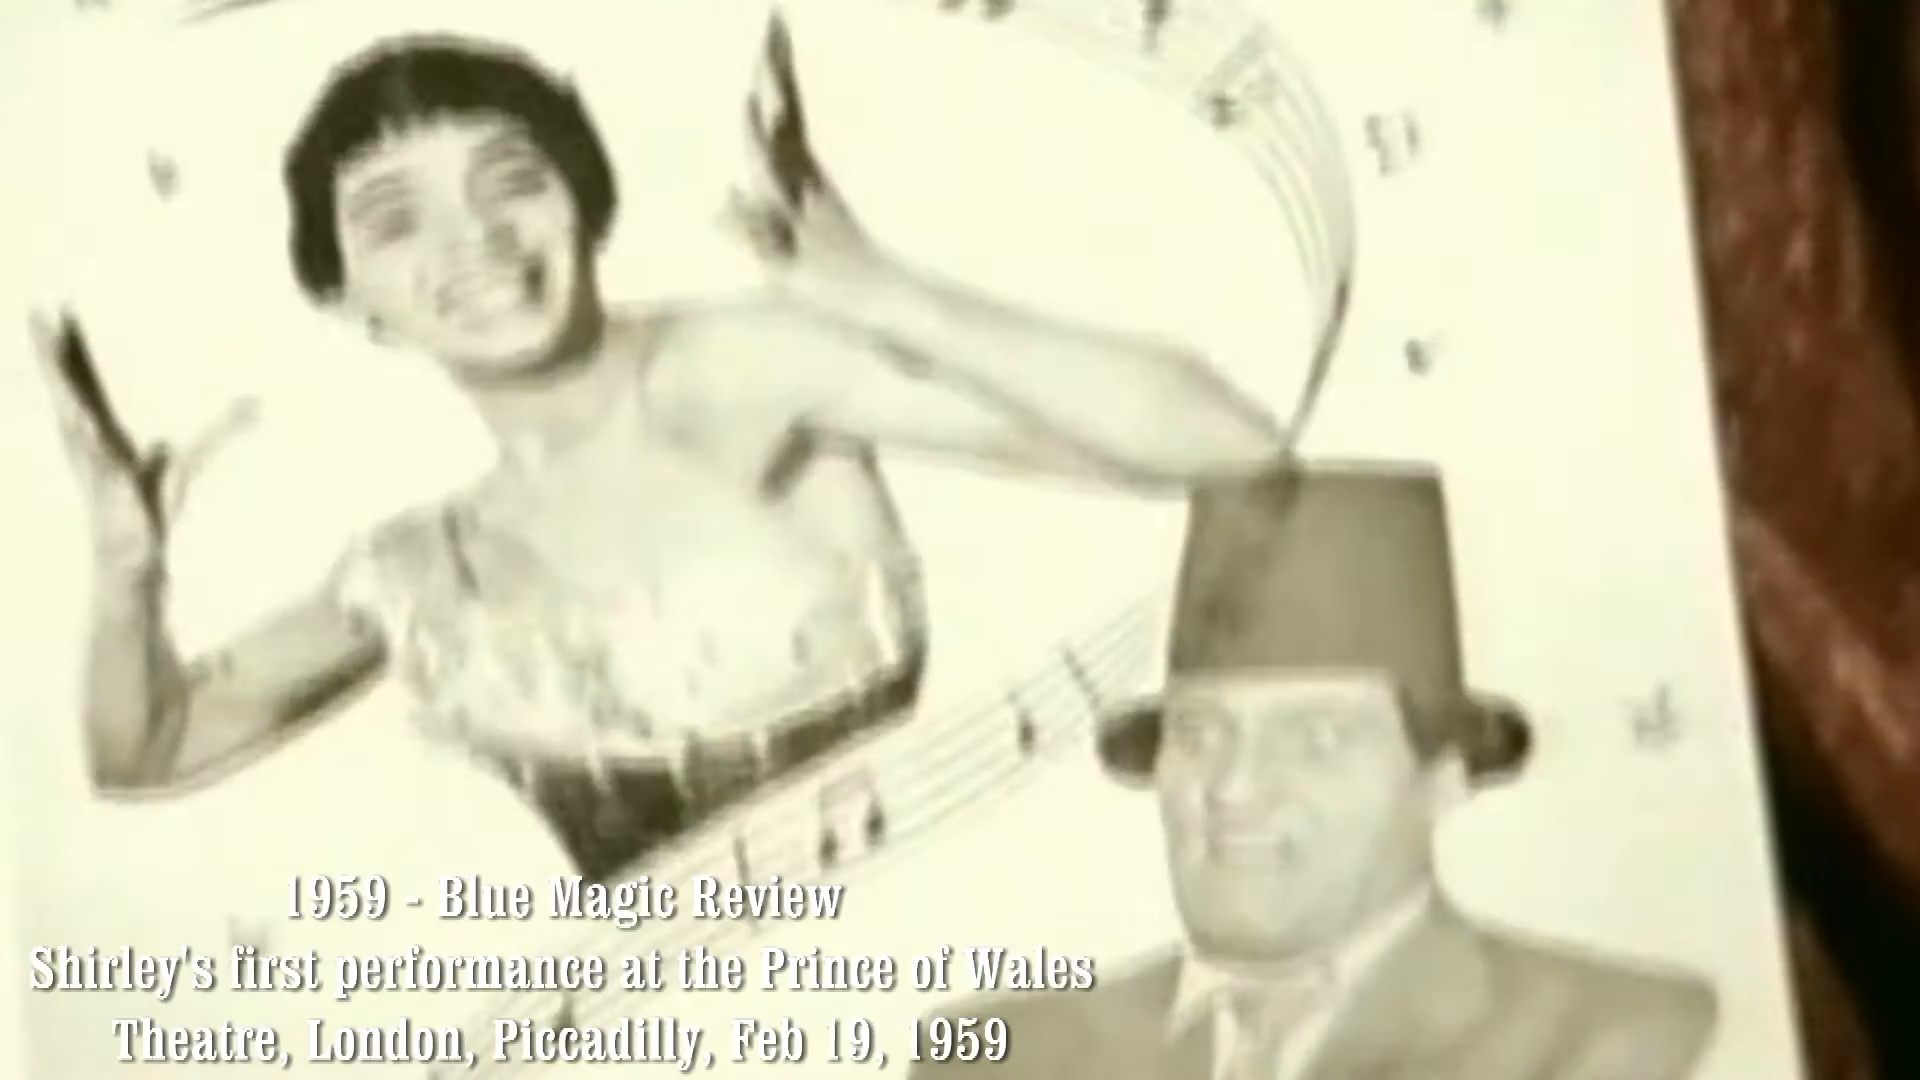 1959 - Blue Magic Review
Shirley's first performance at the Prince of Wales
Theatre, London, Piccadilly, Feb 19, 1959